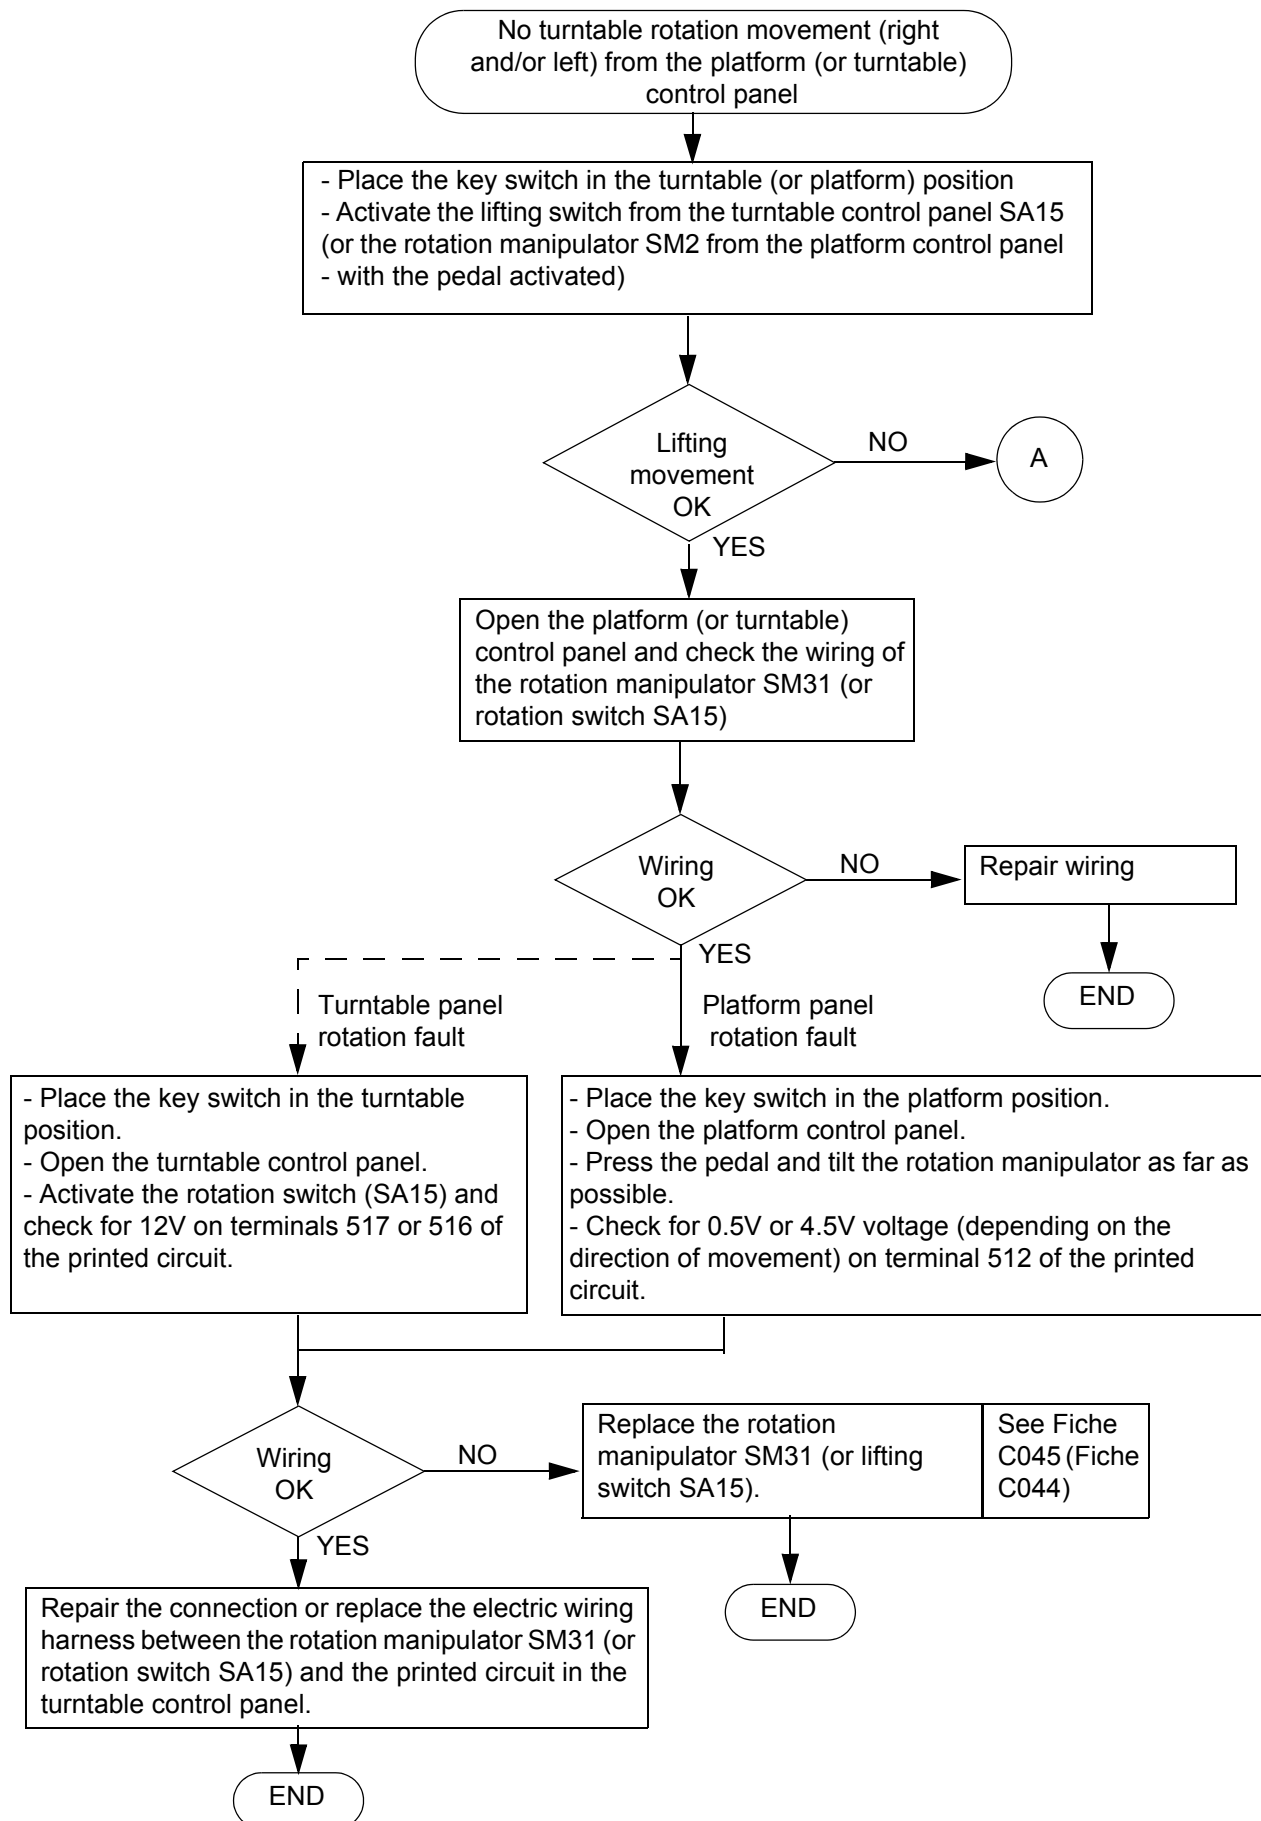 No turntable rotation movement (right
and/or left) from the platform (or turntable)
control panel
- Place the key switch in the turntable (or platform) position
- Activate the lifting switch from the turntable control panel SA15
(or the rotation manipulator SM2 from the platform control panel
- with the pedal activated)
Lifting
movement
OK
NO
A
YES
Open the platform (or turntable)
control panel and check the wiring of
the rotation manipulator SM31 (or
rotation switch SA15)
Wiring
OK
NO
Repair wiring
END
YES
Turntable panel
rotation fault
Platform panel
rotation fault
- Place the key switch in the turntable
position.
- Open the turntable control panel.
- Activate the rotation switch (SA15) and
check for 12V on terminals 517 or 516 of
the printed circuit.
- Place the key switch in the platform position.
- Open the platform control panel.
- Press the pedal and tilt the rotation manipulator as far as
possible.
- Check for 0.5V or 4.5V voltage (depending on the
direction of movement) on terminal 512 of the printed
circuit.
Wiring
OK
NO
Replace the rotation
manipulator SM31 (or lifting
switch SA15).
See Fiche
C045 (Fiche
C044)
END
YES
Repair the connection or replace the electric wiring
harness between the rotation manipulator SM31 (or
rotation switch SA15) and the printed circuit in the
turntable control panel.
END